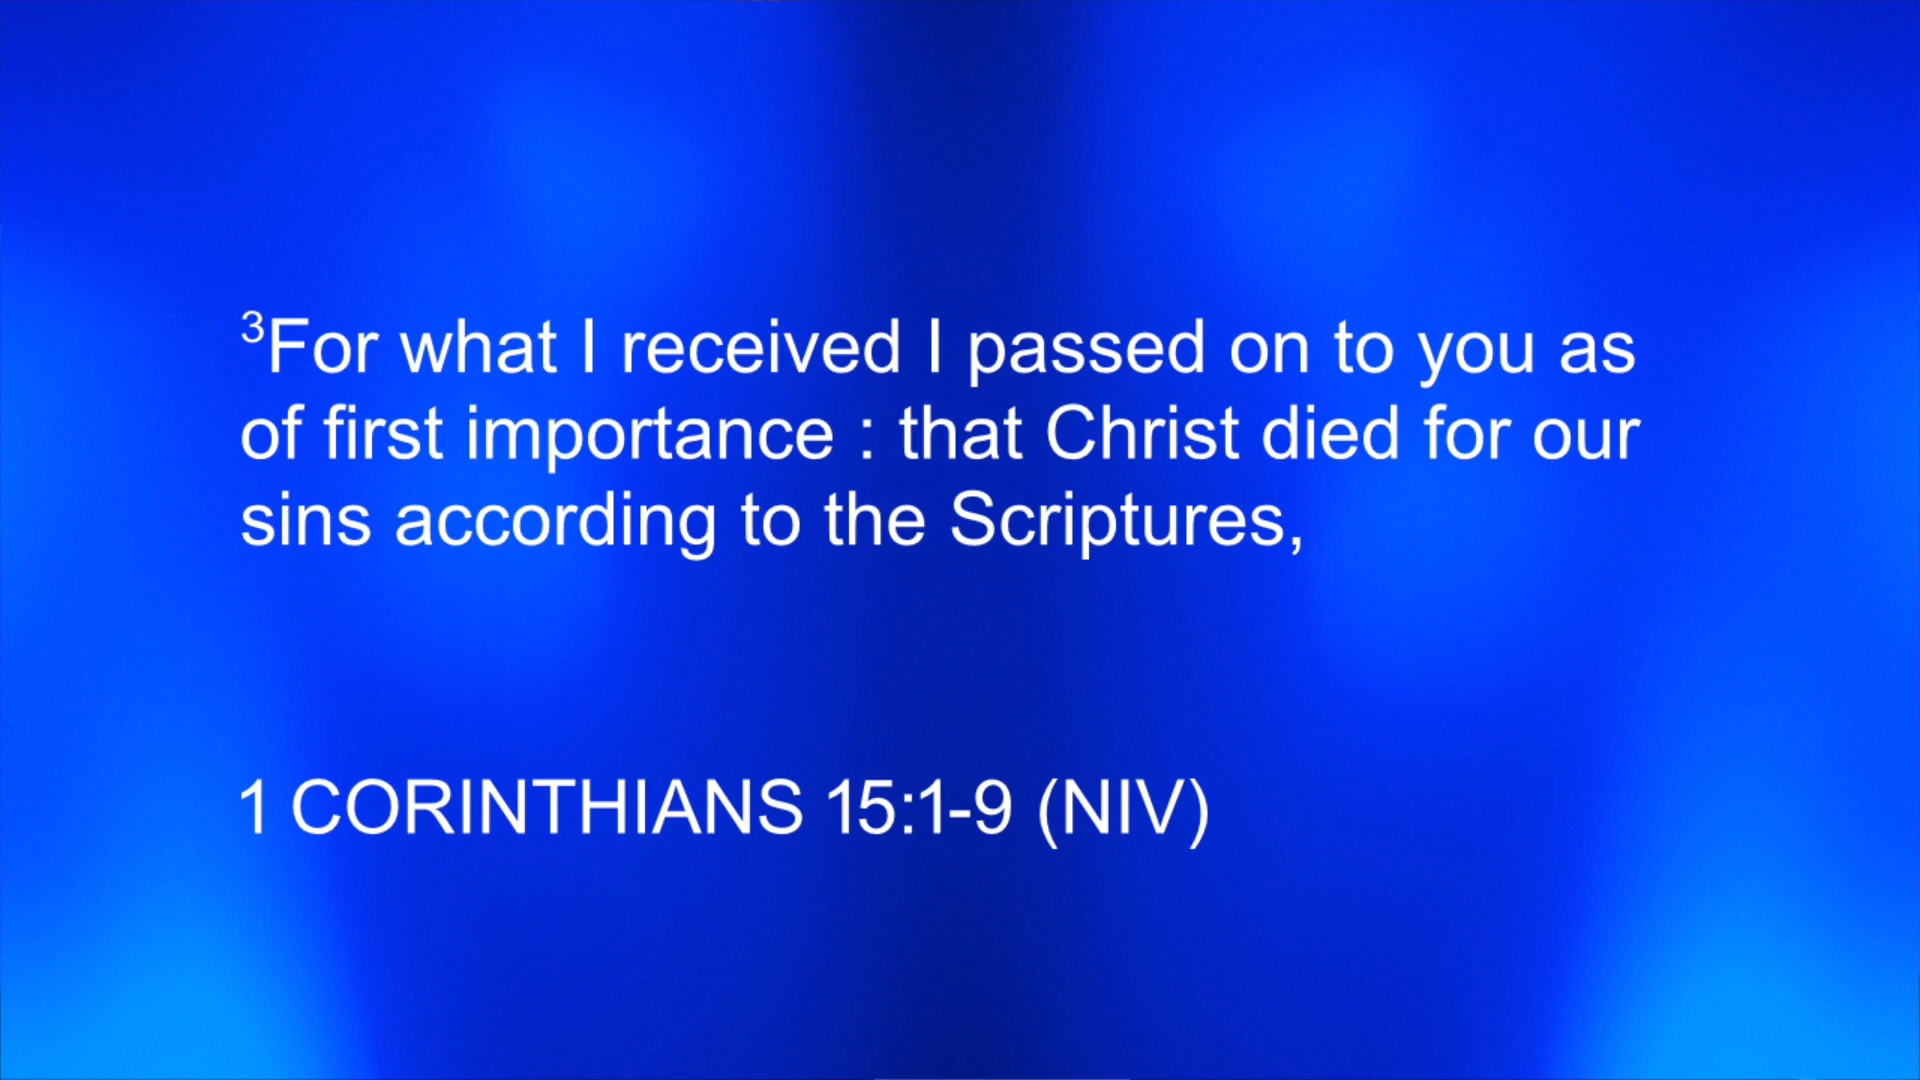 ³For what I received I passed on to you as
of first importance : that Christ died for our
sins according to the Scriptures,
1 CORINTHIANS 15:1-9 (NIV)